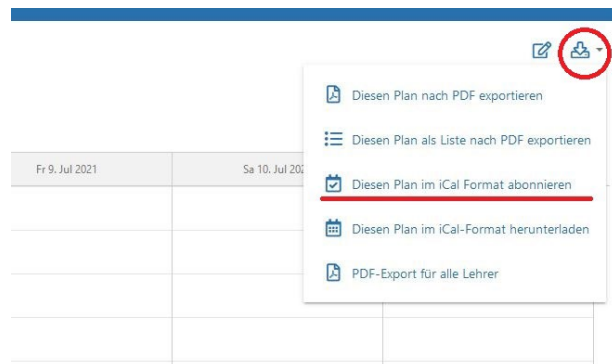 Diesen Plan nach PDF exportieren
Diesen Plan als Liste nach PDF exportieren
Fr 9. Jul 2021
Sa 10. Jul 202
Diesen Plan im iCal Format abonnieren
Diesen Plan im iCal-Format herunterladen
PDF-Export für alle Lehrer